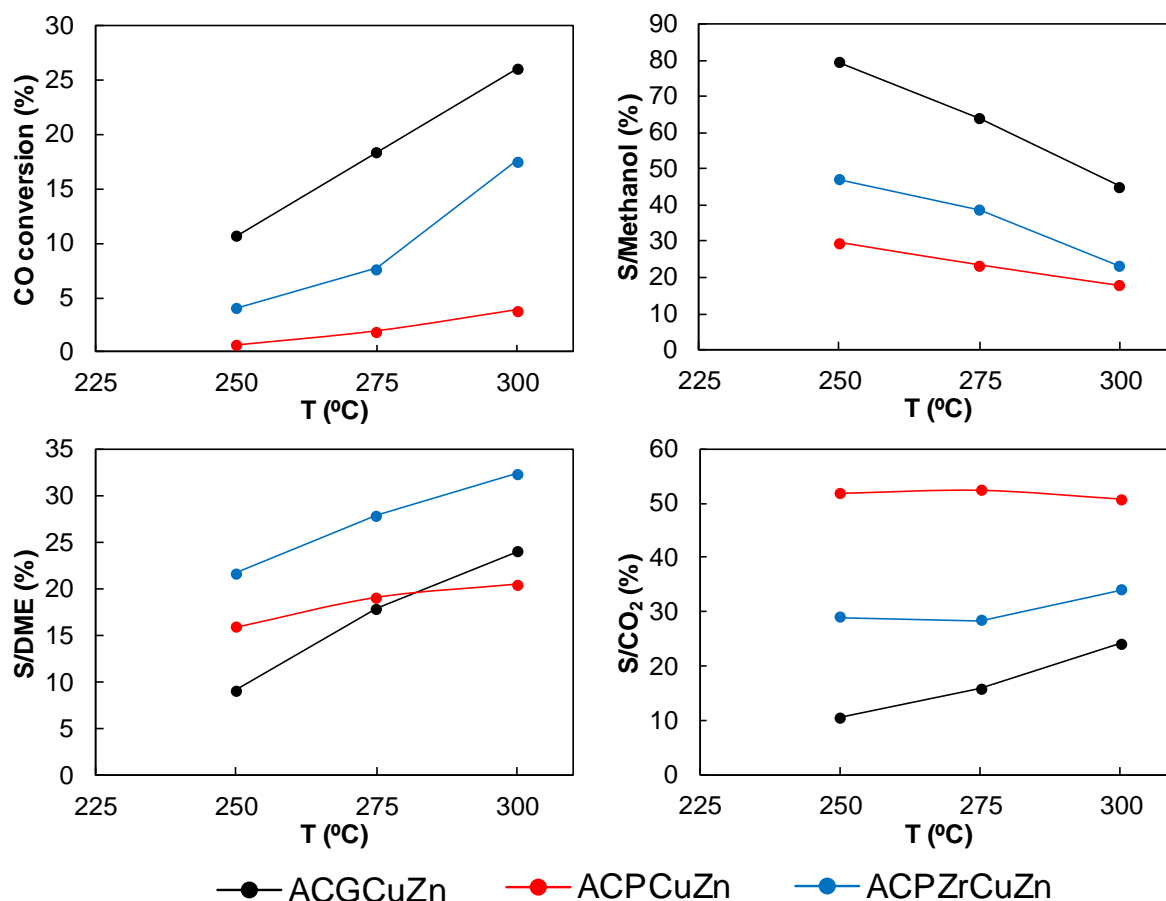 CO conversion (%)
30
25
20
15
10
5
0
225 250 275 300
T (ºC)
S/Methanol (%)
90
80
70
60
50
40
30
20
10
0
225 250 275 300
T (ºC)
S/DME (%)
35
30
25
20
15
10
5
0
225 250 275 300
T (ºC)
S/CO₂ (%)
60
50
40
30
20
10
0
225 250 275 300
T (ºC)
ACGCuZn ACPCuZn ACPZrCuZn